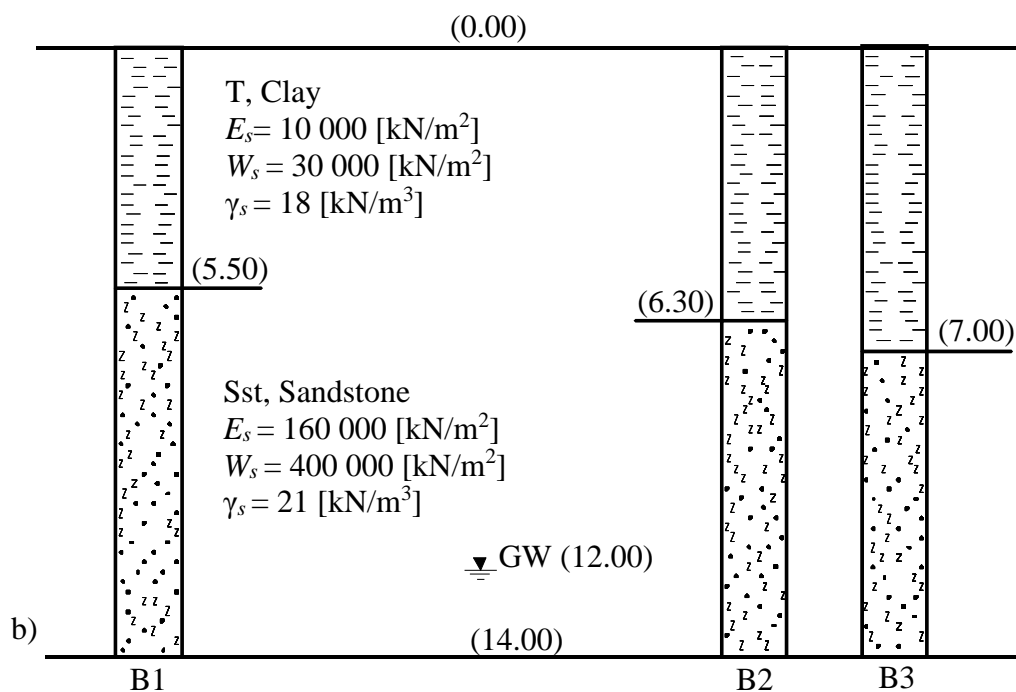 (0.00)
T, Clay
Eₛ= 10 000 [kN/m²]
Wₛ = 30 000 [kN/m²]
γₛ = 18 [kN/m³]
(5.50)
(6.30)
(7.00)
Sst, Sandstone
Eₛ = 160 000 [kN/m²]
Wₛ = 400 000 [kN/m²]
γₛ = 21 [kN/m³]
GW (12.00)
b)
(14.00)
B1
B2
B3